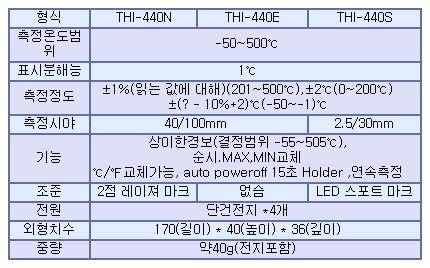 형식 THI-440N THI-440E THI-440S
측정온도범
위
-50~500℃
표시분해능 1℃
측정정도
±1%(읽는 값에 대해)(201~500℃),±2℃(0~200℃)
±(? - 10%+2)℃(-50~-1)℃
측정시야 40/100mm 2.5/30mm
기능
상미한경보(결정범위 -55~505℃),
순시.MAX,MIN교체
℃/℉교체가능, auto poweroff 15초 Holder ,연속측정
조준 2점 레이져 마크 없슴 LED 스포트 마크
전원 단건전지 *4개
외형치수 170(길이) * 40(높이) * 36(깊이)
중량 약40g(전지포함)